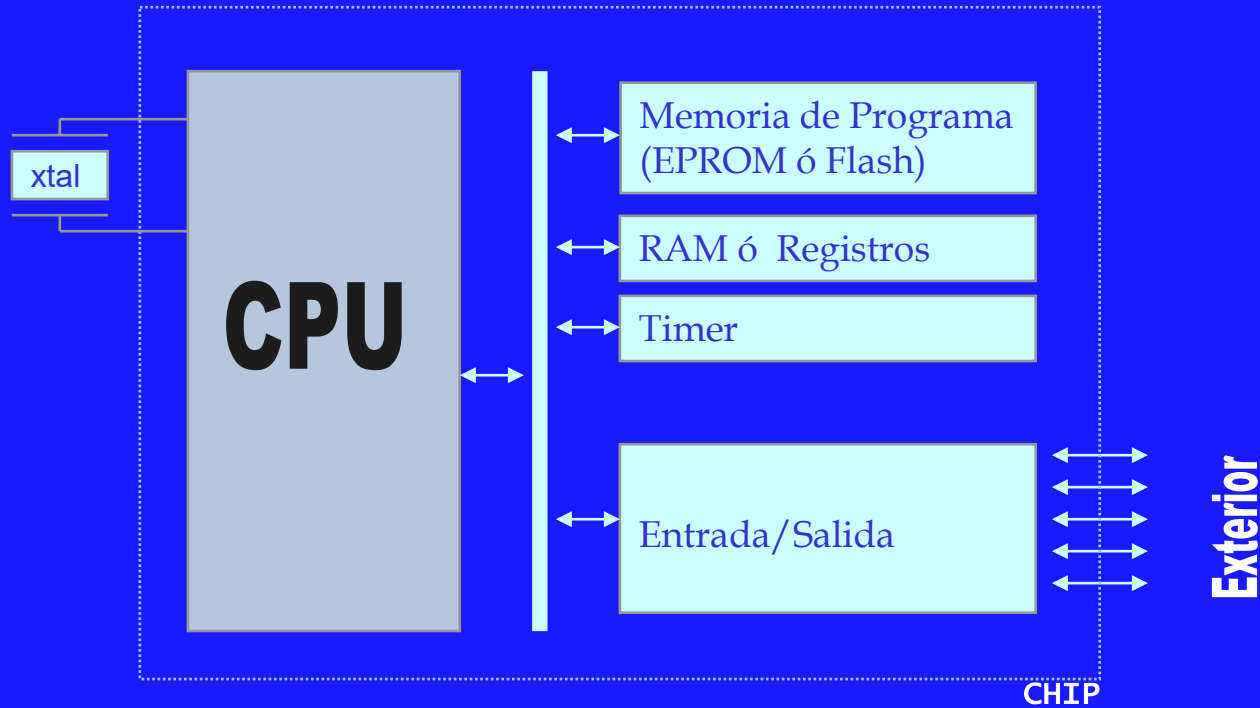 xtal
CPU
Memoria de Programa
(EPROM ó Flash)
RAM ó  Registros
Timer
Entrada/Salida
Exterior
CHIP